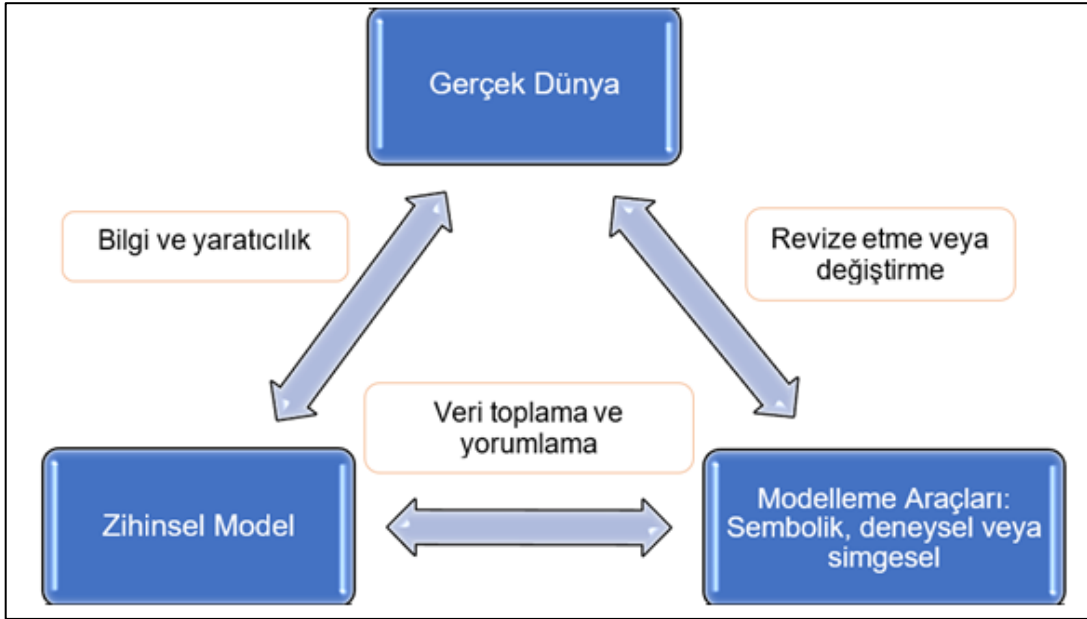 Gerçek Dünya
Bilgi ve yaratıcılık
Revize etme veya
değiştirme
Veri toplama ve
yorumlama
Zihinsel Model
Modelleme Araçları:
Sembolik, deneysel veya
simgesel